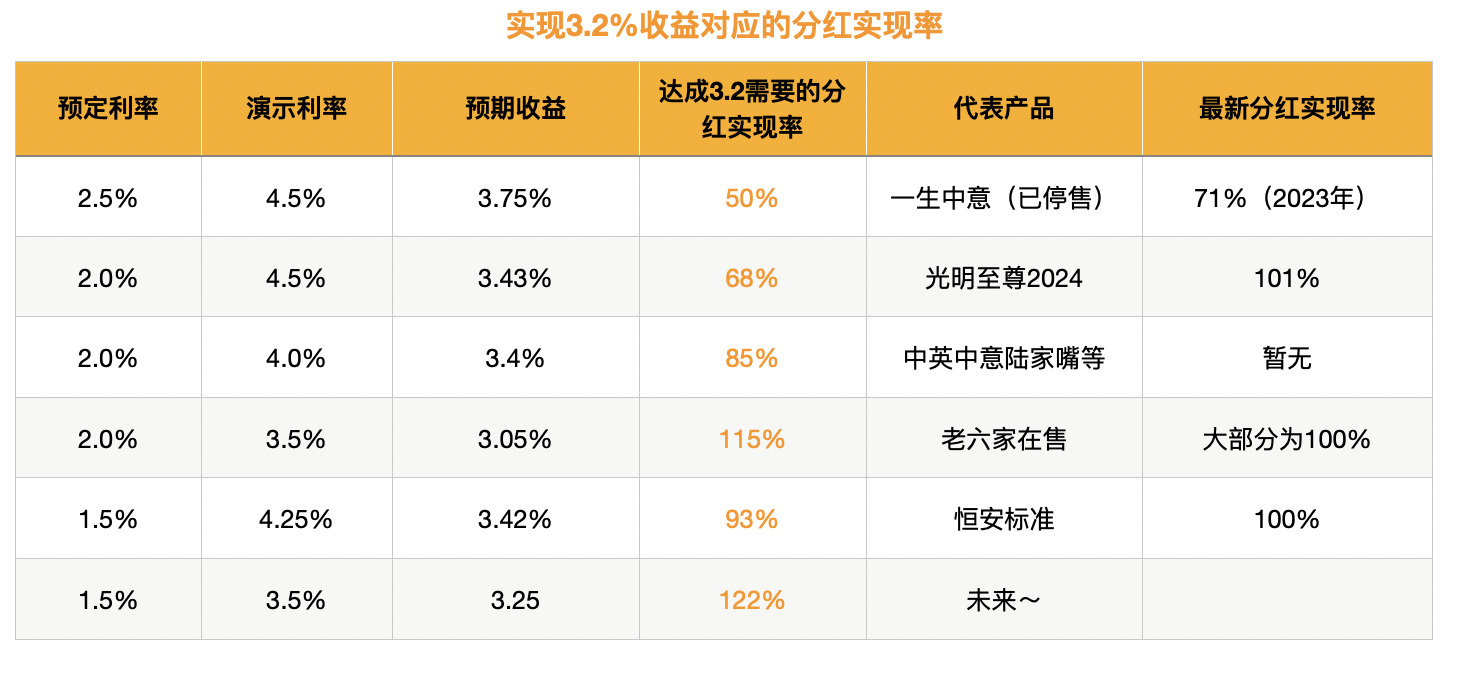 实现3.2%收益对应的分红实现率
预定利率 演示利率 预期收益 达成3.2需要的分红实现率 代表产品 最新分红实现率
2.5% 4.5% 3.75% 50% 一生中意（已停售） 71%（2023年）
2.0% 4.5% 3.43% 68% 光明至尊2024 101%
2.0% 4.0% 3.4% 85% 中英中意陆家嘴等 暂无
2.0% 3.5% 3.05% 115% 老六家在售 大部分为100%
1.5% 4.25% 3.42% 93% 恒安标准 100%
1.5% 3.5% 3.25 122% 未来～